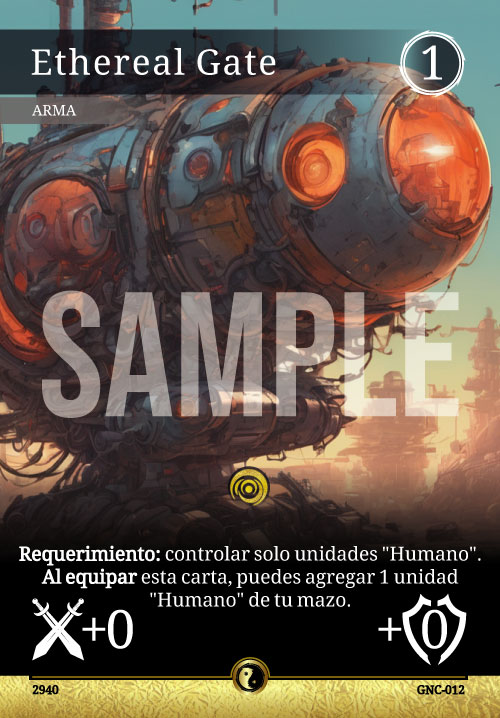 Ethereal Gate
1
ARMA
SAMPLE
Requerimiento: controlar solo unidades "Humano".
Al equipar esta carta, puedes agregar 1 unidad
"Humano" de tu mazo.
+0
+0
2940
GNC-012